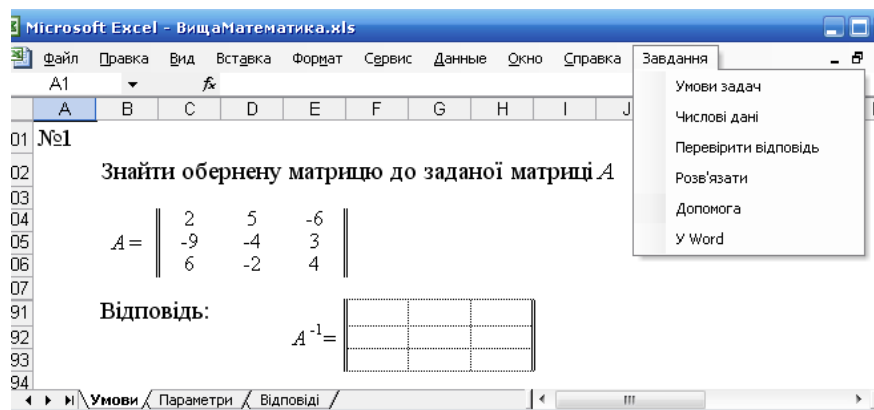 Microsoft Excel - ВищаМатематика.xls
Файл Правка Вид Вставка Формат Сервис Данные Окно Справка Завдання
A1 fx
A B C D E F G H I J
01 №1
02 Знайти обернену матрицю до заданої матриці A
03
04 2 5 -6
05 A = -9 -4 3
06 6 -2 4
07
91 Відповідь:
92 A -1=
93
94
Умови задач
Числові дані
Перевірити відповідь
Розв'язати
Допомога
У Word
Умови Параметри Відповіді